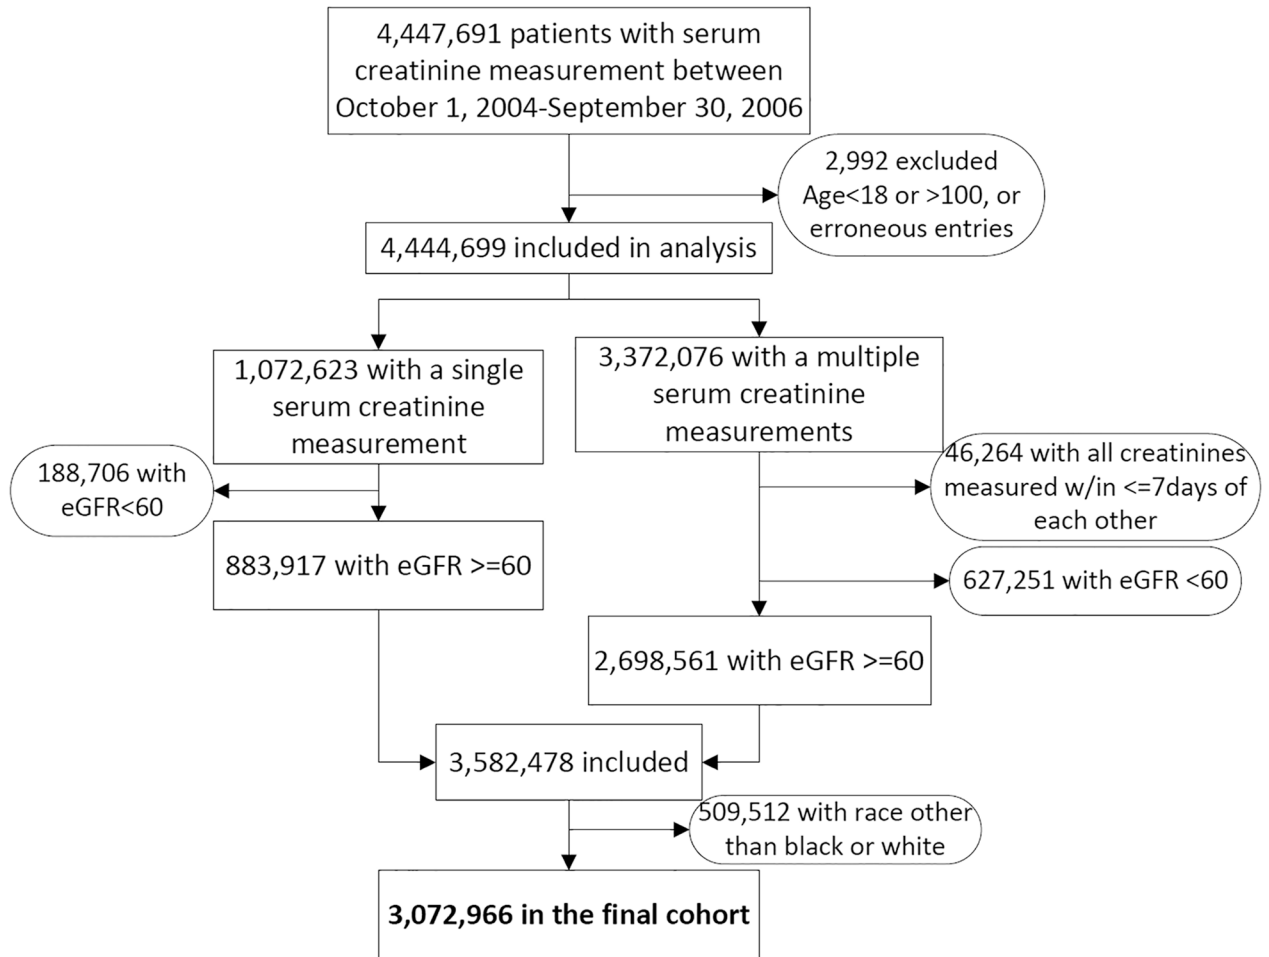 4,447,691 patients with serum
creatinine measurement between
October 1, 2004-September 30, 2006
2,992 excluded
Age<18 or >100, or
erroneous entries
4,444,699 included in analysis
1,072,623 with a single
serum creatinine
measurement
3,372,076 with a multiple
serum creatinine
measurements
188,706 with
eGFR<60
46,264 with all creatinines
measured w/in <=7days of
each other
883,917 with eGFR >=60
627,251 with eGFR <60
2,698,561 with eGFR >=60
3,582,478 included
509,512 with race other
than black or white
3,072,966 in the final cohort